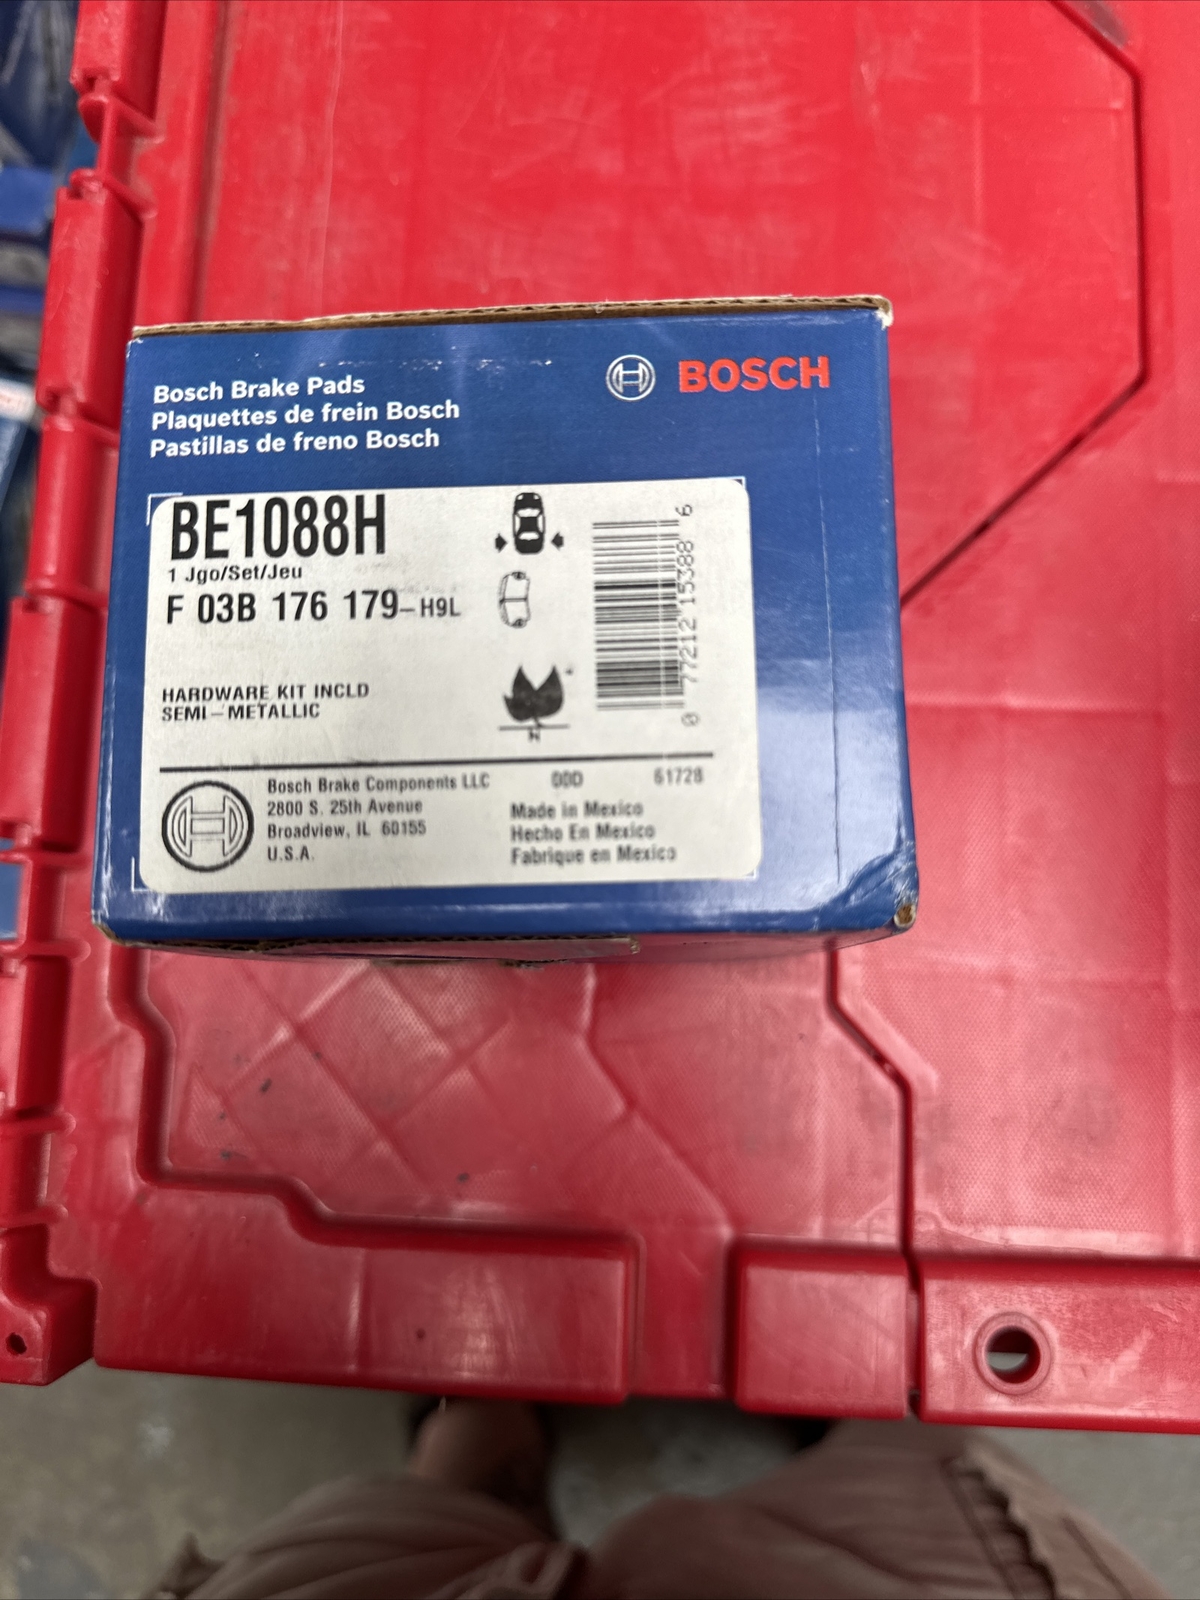 Bosch Brake Pads
Plaquettes de frein Bosch
Pastillas de freno Bosch
BOSCH
BE1088H
1 Jgo/Set/Jeu
F 03B 176 179-H9L
HARDWARE KIT INCLD
SEMI-METALLIC
N
0 77212 15388 6
Bosch Brake Components LLC
2800 S. 25th Avenue
Broadview, IL 60155
U.S.A.
61728
Made in Mexico
Hecho En Mexico
Fabrique en Mexico